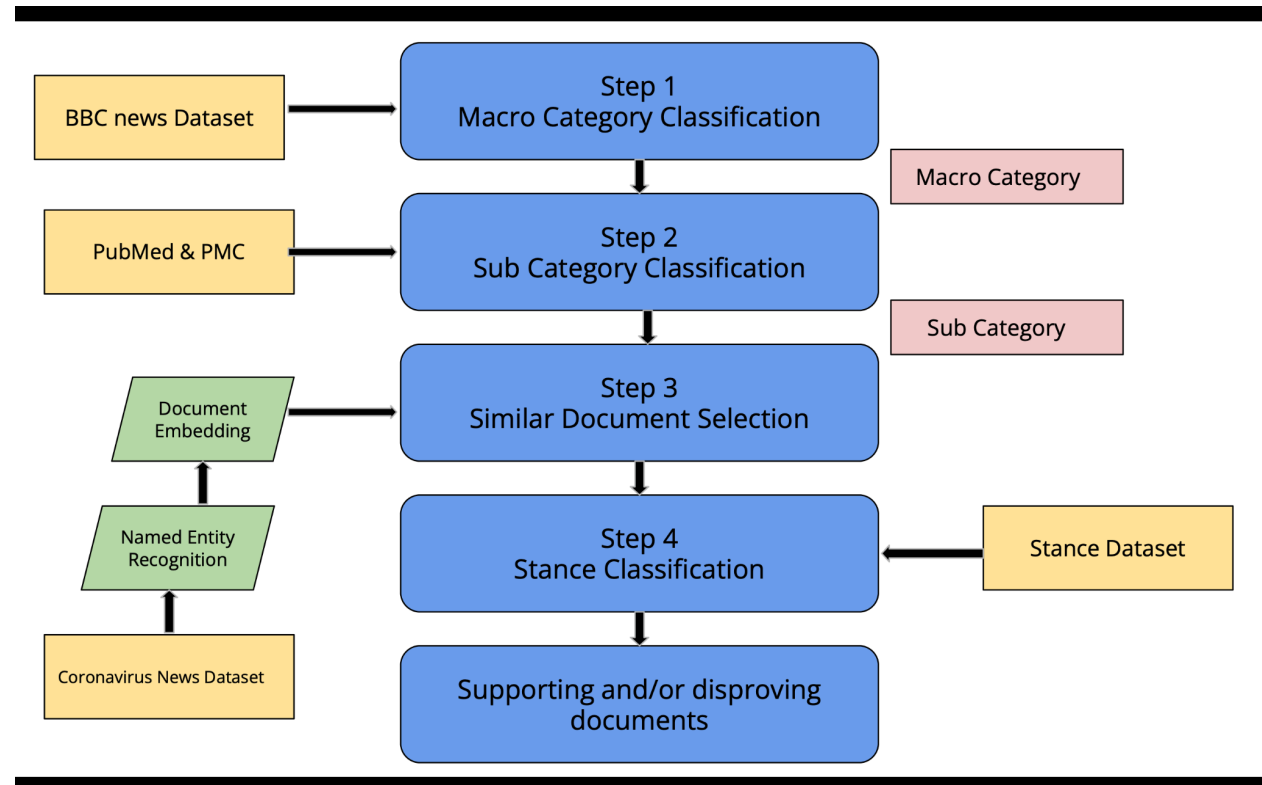 Step 1
Macro Category Classification
BBC news Dataset
Macro Category
Step 2
Sub Category Classification
PubMed & PMC
Sub Category
Step 3
Similar Document Selection
Document
Embedding
Named Entity
Recognition
Step 4
Stance Classification
Stance Dataset
Coronavirus News Dataset
Supporting and/or disproving
documents